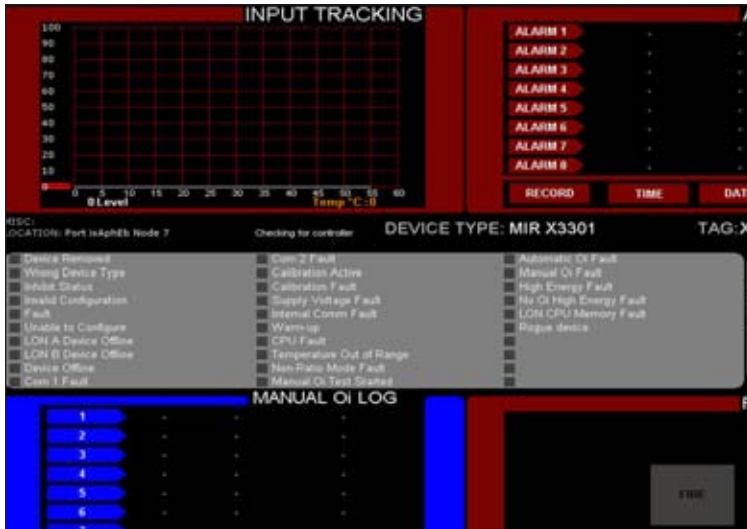 INPUT TRACKING
100
90
80
70
60
50
40
30
20
10
0
0 5 10 15 20 25 30 35 40 45 50 55 60
0 Level
Temp °C :0
ALARM 1
ALARM 2
ALARM 3
ALARM 4
ALARM 5
ALARM 6
ALARM 7
ALARM 8
RECORD TIME DAT
MISC:
LOCATION: Port Node 7
Checking for controller
DEVICE TYPE: MIR X3301
TAG:X
Device Removed
Wrong Device Type
Inhibit Status
Invalid Configuration
Fault
Unable to Configure
LON A Device Offline
LON B Device Offline
Device Offline
Com 1 Fault
Com 2 Fault
Calibration Active
Calibration Fault
Supply Voltage Fault
Internal Comm Fault
Warm-up
CPU Fault
Temperature Out of Range
Non-Ratio Mode Fault
Manual Oi Test Started
Automatic Oi Fault
Manual Oi Fault
High Energy Fault
No Oi High Energy Fault
LON CPU Memory Fault
Rogue device
MANUAL Oi LOG
1
2
3
4
5
6
FIRE